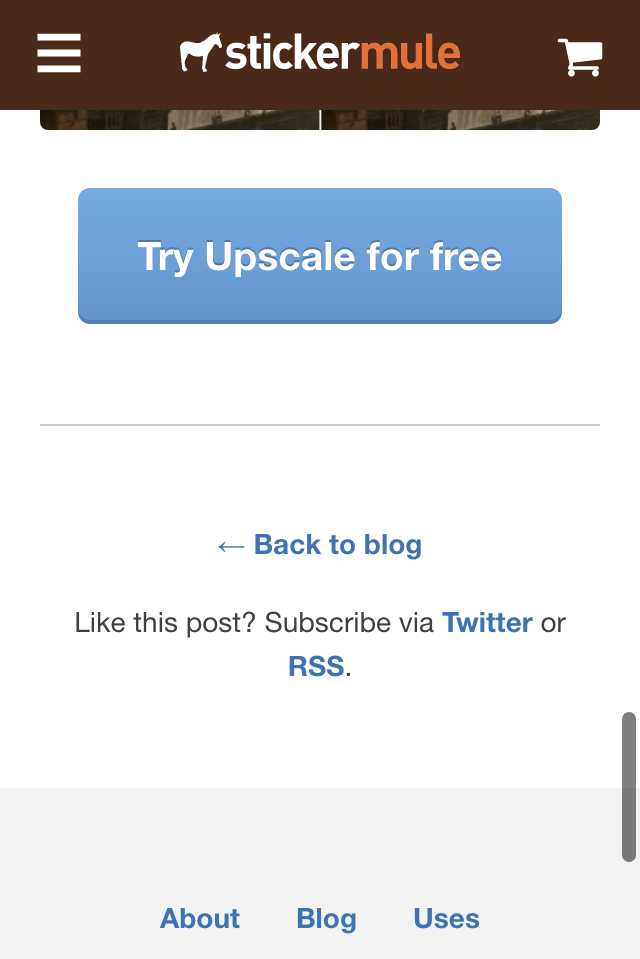 stickermule
Try Upscale for free
← Back to blog
Like this post? Subscribe via Twitter or
RSS.
About Blog Uses